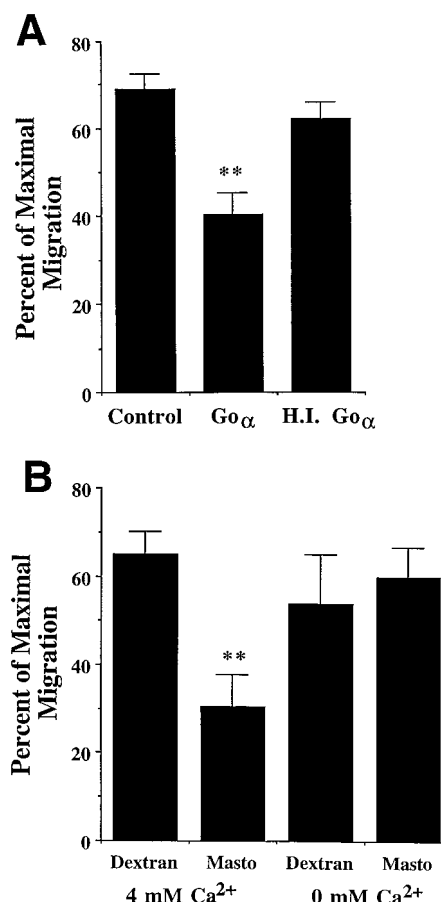 A
80
60
40
20
0
Percent of Maximal
Migration
**
Control Goα H.I. Goα
B
80
60
40
20
0
Percent of Maximal
Migration
**
Dextran Masto Dextran Masto
4 mM Ca²⁺ 0 mM Ca²⁺